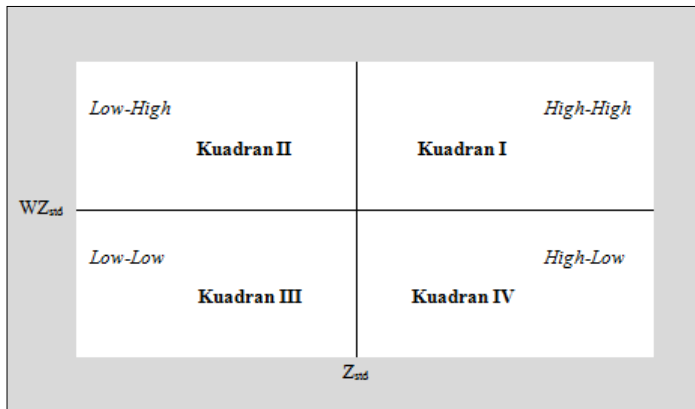 Low-High
High-High
Kuadran II
Kuadran I
WZstd
Low-Low
High-Low
Kuadran III
Kuadran IV
Zstd